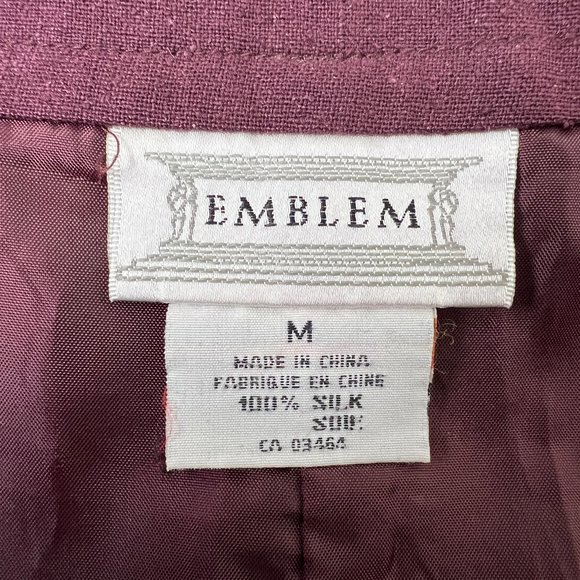 EMBLEM
M
MADE IN CHINA
FABRIQUE EN CHINE
100% SILK
SOIE
CA 03464